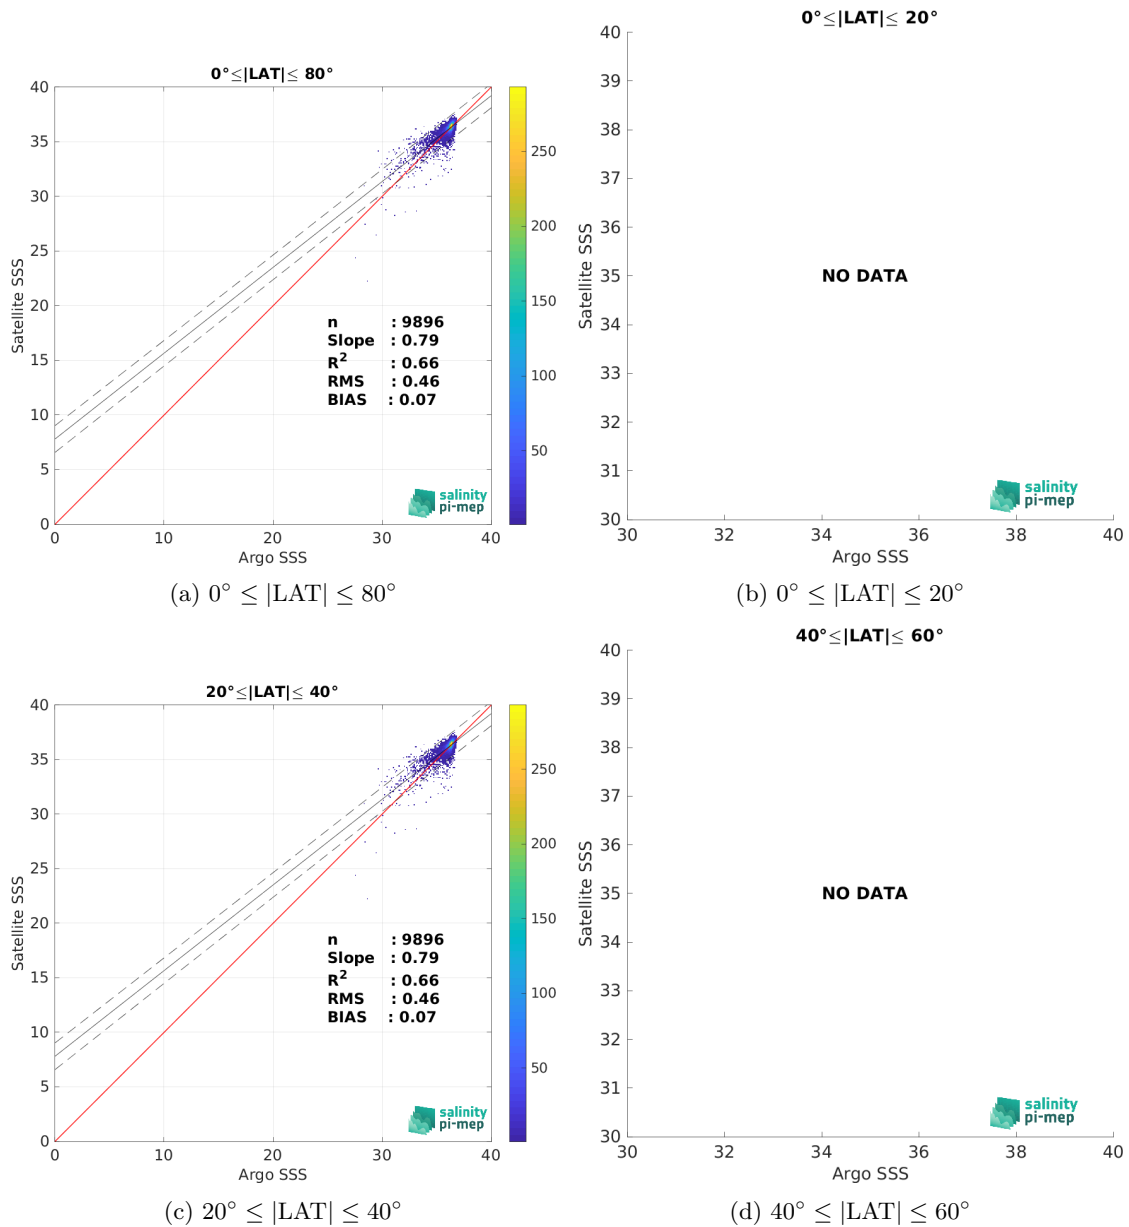 0°≤|LAT|≤ 80°
40
35
30
25
20
15
10
5
0
0
10
20
30
40
Satellite SSS
Argo SSS
n : 9896
Slope : 0.79
R² : 0.66
RMS : 0.46
BIAS : 0.07
salinity
pi-mep
250
200
150
100
50
(a) 0° ≤ |LAT| ≤ 80°
0°≤|LAT|≤ 20°
40
39
38
37
36
35
34
33
32
31
30
30
32
34
36
38
40
Satellite SSS
Argo SSS
NO DATA
salinity
pi-mep
(b) 0° ≤ |LAT| ≤ 20°
20°≤|LAT|≤ 40°
40
35
30
25
20
15
10
5
0
0
10
20
30
40
Satellite SSS
Argo SSS
n : 9896
Slope : 0.79
R² : 0.66
RMS : 0.46
BIAS : 0.07
salinity
pi-mep
250
200
150
100
50
(c) 20° ≤ |LAT| ≤ 40°
40°≤|LAT|≤ 60°
40
39
38
37
36
35
34
33
32
31
30
30
32
34
36
38
40
Satellite SSS
Argo SSS
NO DATA
salinity
pi-mep
(d) 40° ≤ |LAT| ≤ 60°